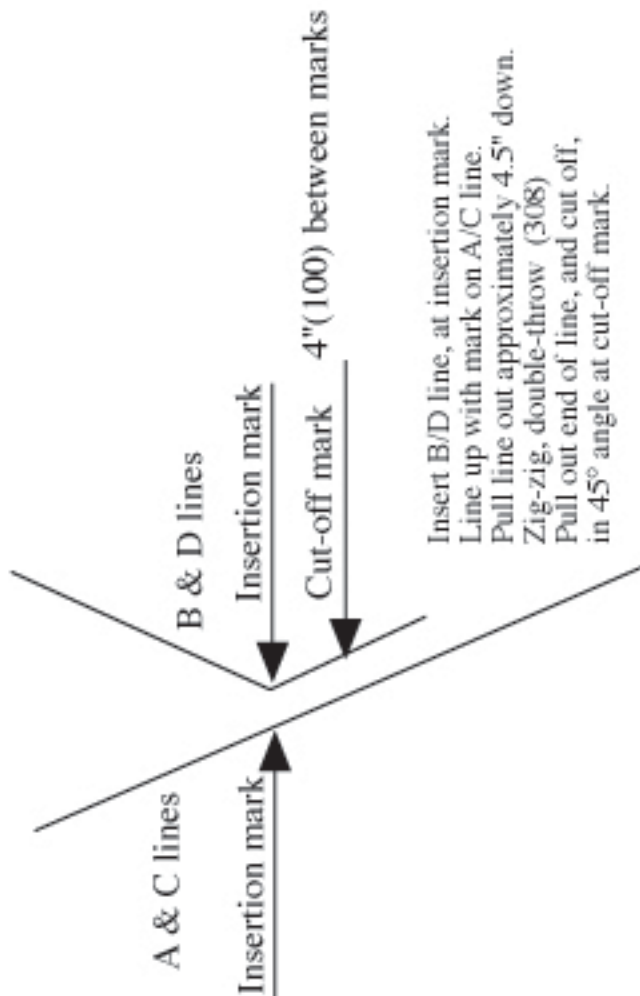 A & C lines
B & D lines
Insertion mark
Insertion mark
Cut-off mark
4"(100) between marks
Insert B/D line, at insertion mark.
Line up with mark on A/C line.
Pull line out approximately 4.5" down.
Zig-zig, double-throw (308)
Pull out end of line, and cut off,
in 45° angle at cut-off mark.